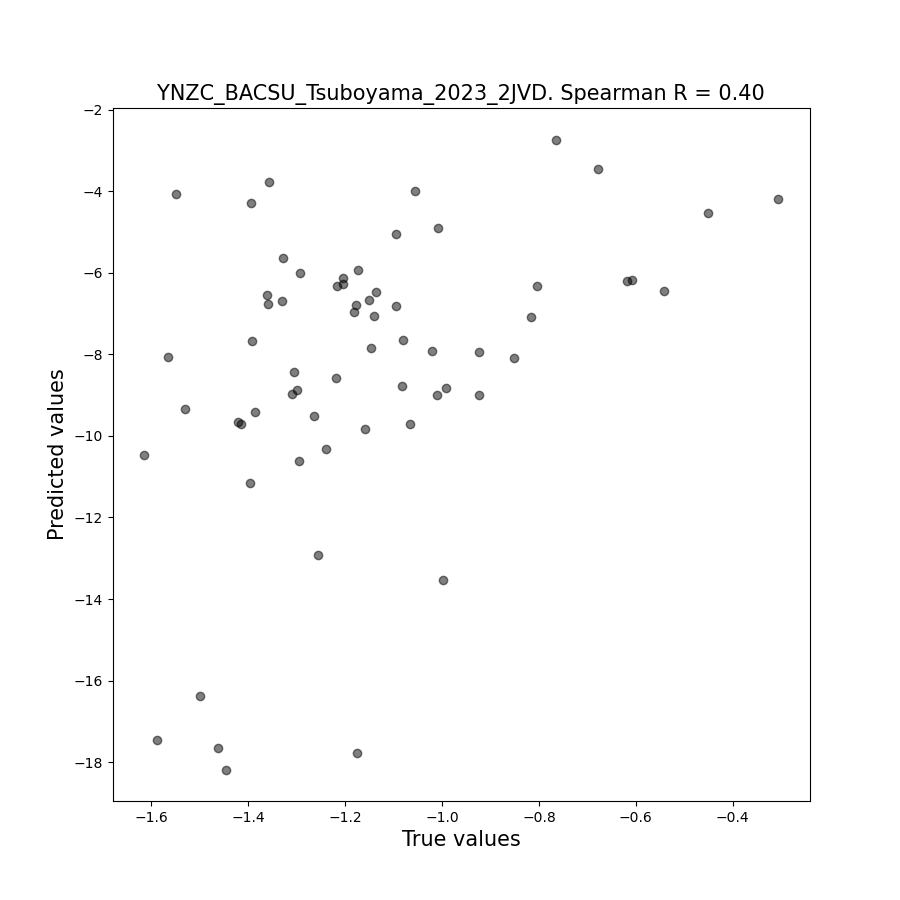 YNZC_BACSU_Tsuboyama_2023_2JVD. Spearman R = 0.40
Predicted values
−2
−4
−6
−8
−10
−12
−14
−16
−18
−1.6 −1.4 −1.2 −1.0 −0.8 −0.6 −0.4
True values